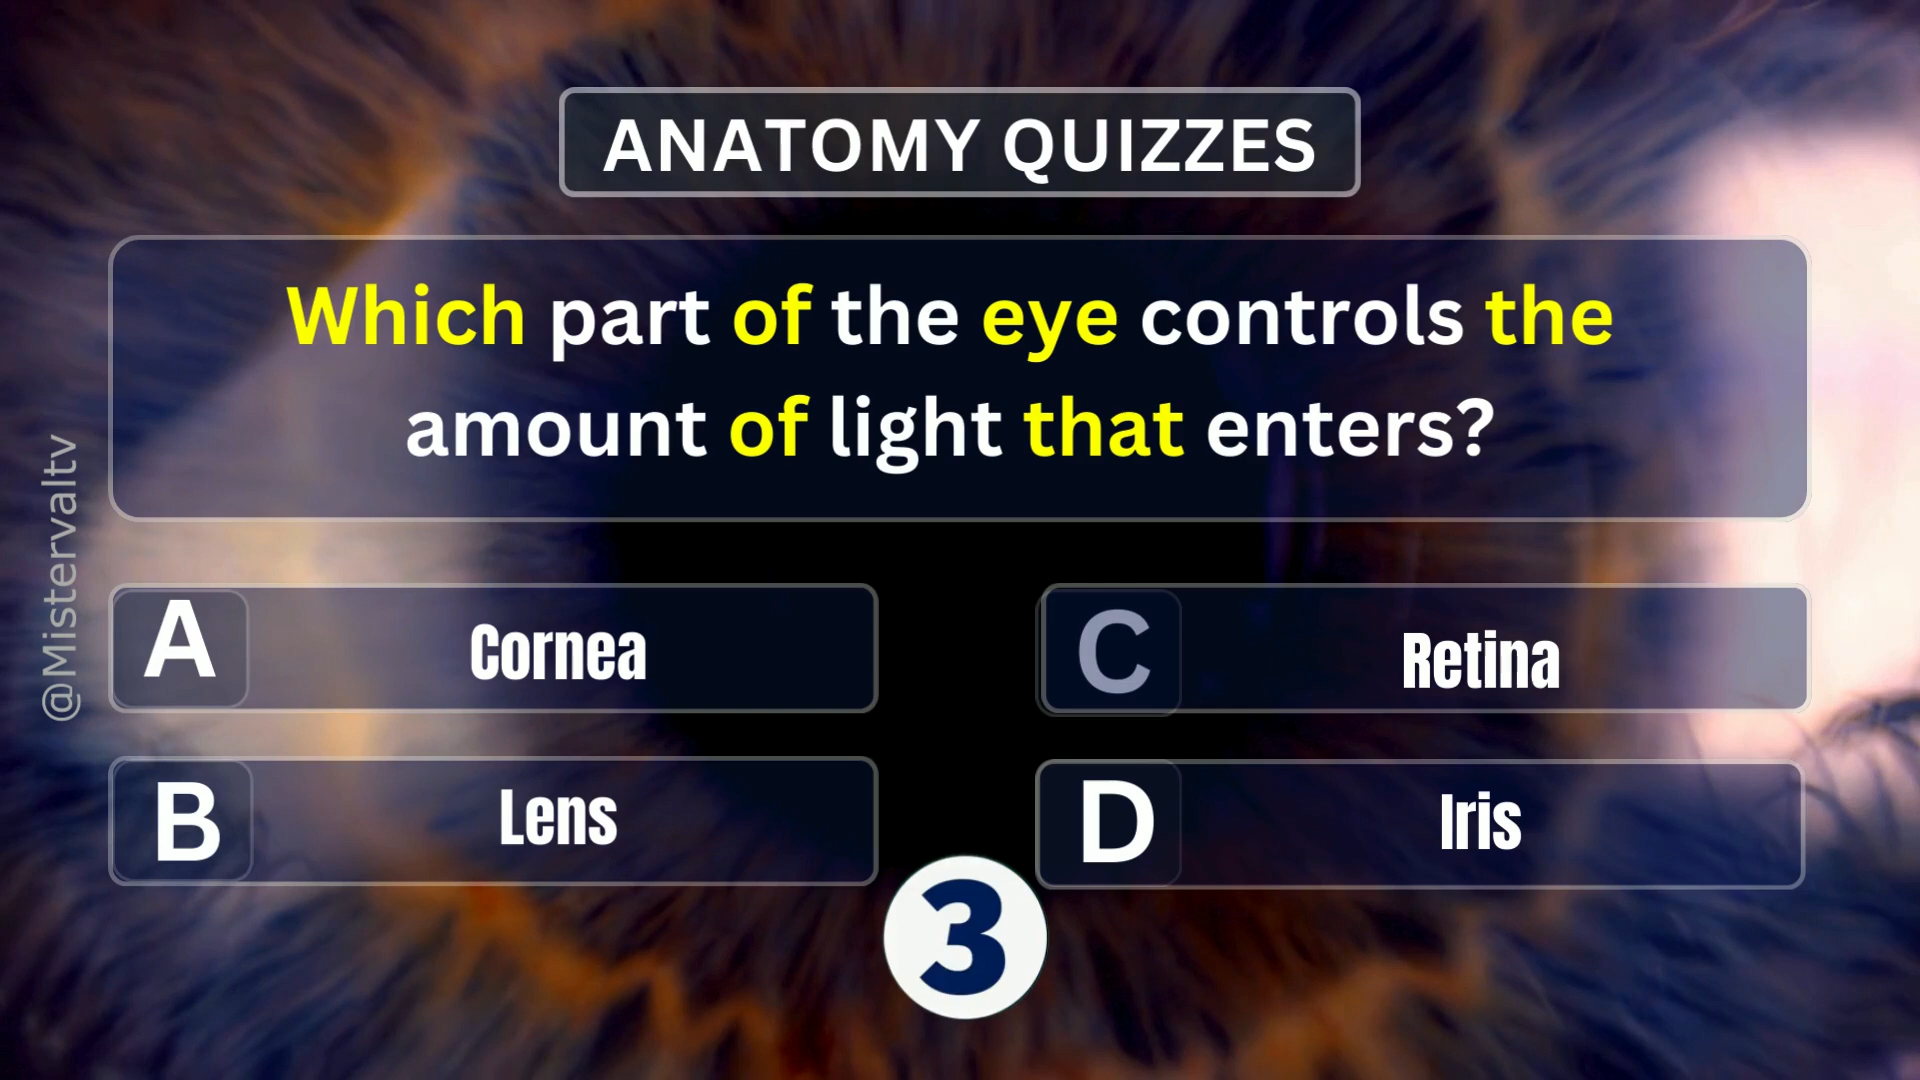 ANATOMY QUIZZES
Which part of the eye controls the
amount of light that enters?
@Mistervaltv
A
Cornea
C
Retina
B
Lens
D
Iris
3